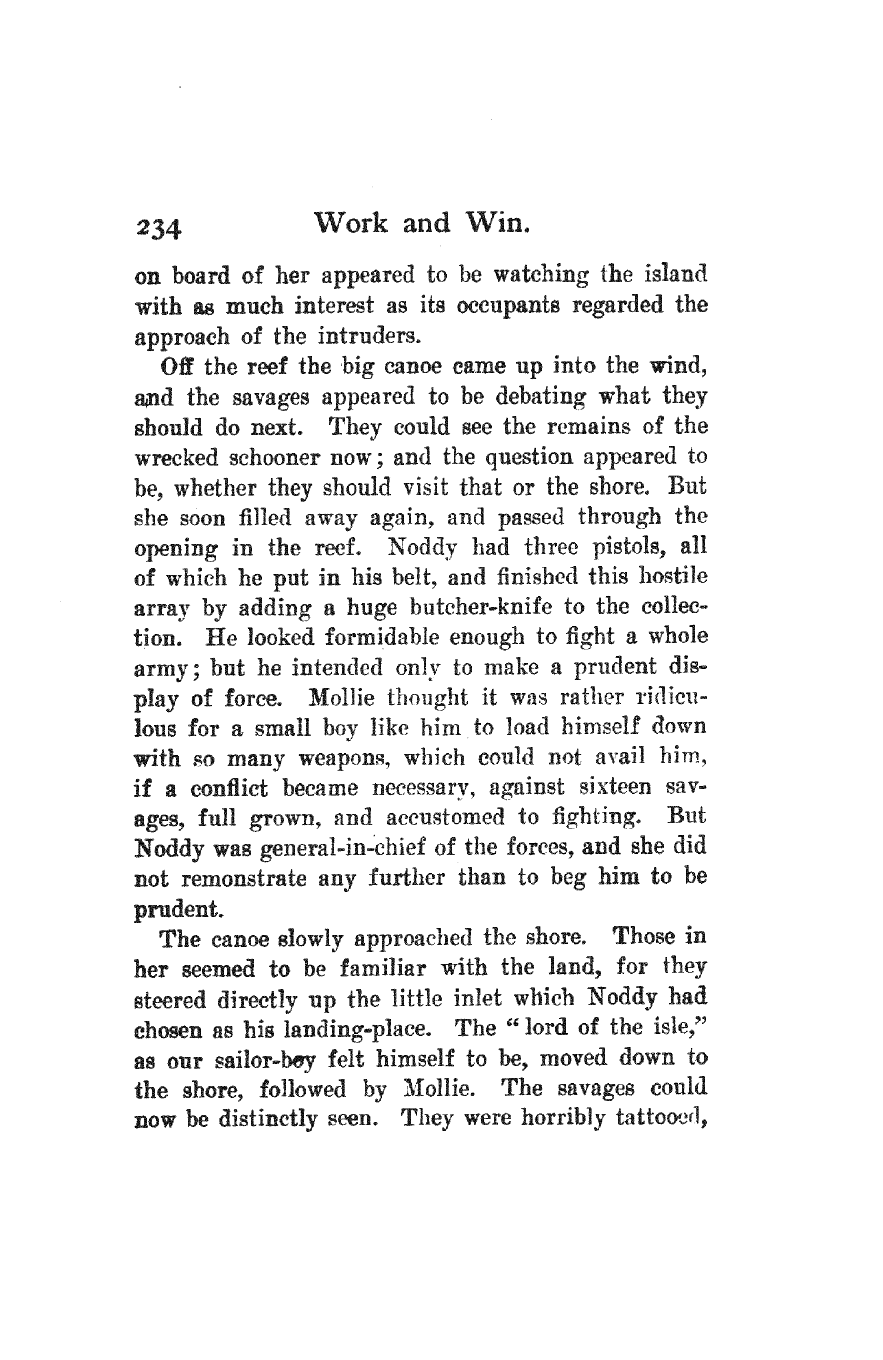 234 Work and Win.
on board of her appeared to be watching the island
with as much interest as its occupants regarded the
approach of the intruders.
Off the reef the big canoe came up into the wind,
and the savages appeared to be debating what they
should do next. They could see the remains of the
wrecked schooner now; and the question appeared to
be, whether they should visit that or the shore. But
she soon filled away again, and passed through the
opening in the reef. Noddy had three pistols, all
of which he put in his belt, and finished this hostile
array by adding a huge butcher-knife to the collec-
tion. He looked formidable enough to fight a whole
army; but he intended only to make a prudent dis-
play of force. Mollie thought it was rather ridicu-
lous for a small boy like him to load himself down
with so many weapons, which could not avail him,
if a conflict became necessary, against sixteen sav-
ages, full grown, and accustomed to fighting. But
Noddy was general-in-chief of the forces, and she did
not remonstrate any further than to beg him to be
prudent.
The canoe slowly approached the shore. Those in
her seemed to be familiar with the land, for they
steered directly up the little inlet which Noddy had
chosen as his landing-place. The “lord of the isle,”
as our sailor-boy felt himself to be, moved down to
the shore, followed by Mollie. The savages could
now be distinctly seen. They were horribly tattooed,